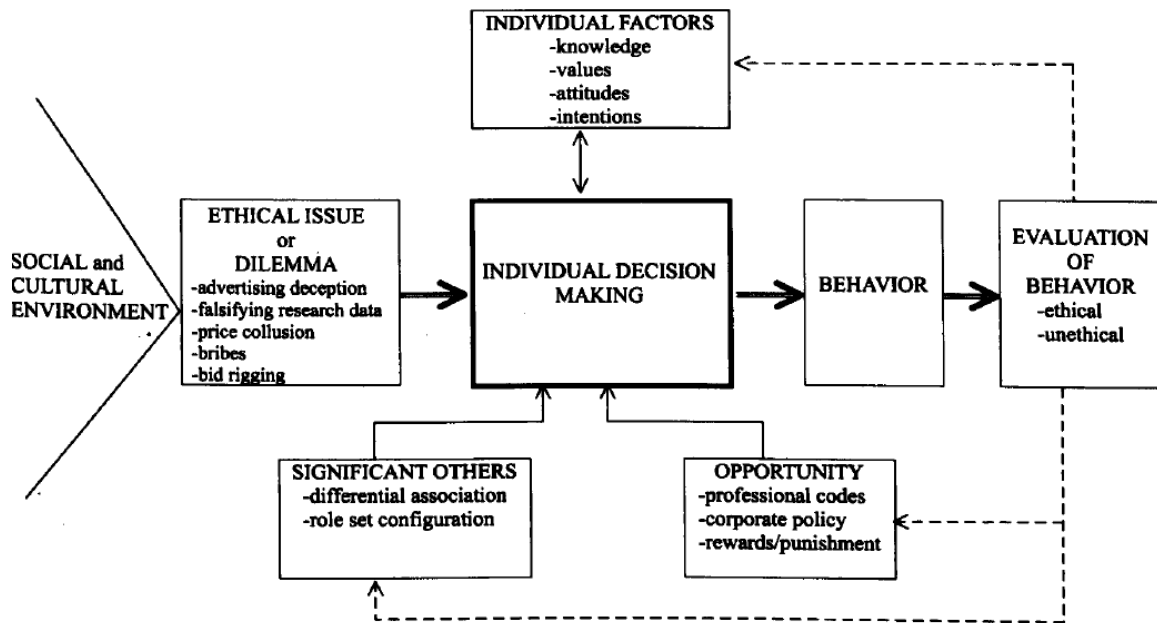 INDIVIDUAL FACTORS
-knowledge
-values
-attitudes
-intentions
SOCIAL and
CULTURAL
ENVIRONMENT
ETHICAL ISSUE
or
DILEMMA
-advertising deception
-falsifying research data
-price collusion
-bribes
-bid rigging
INDIVIDUAL DECISION
MAKING
BEHAVIOR
EVALUATION
OF
BEHAVIOR
-ethical
-unethical
SIGNIFICANT OTHERS
-differential association
-role set configuration
OPPORTUNITY
-professional codes
-corporate policy
-rewards/punishment